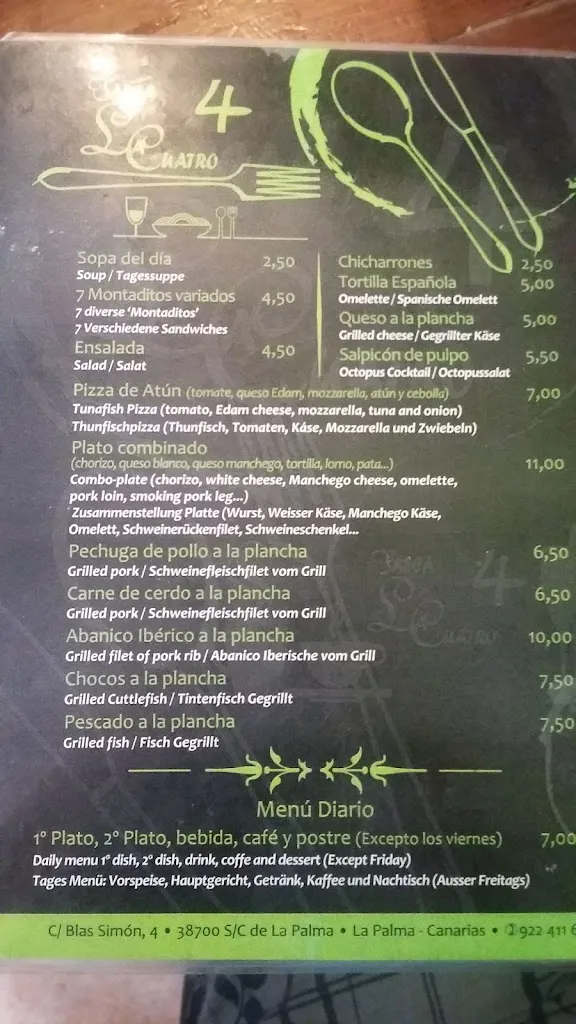 4
La Cuatro
Sopa del día 2,50
Soup / Tagessuppe
7 Montaditos variados 4,50
7 diverse 'Montaditos'
7 Verschiedene Sandwiches
Ensalada 4,50
Salad / Salat
Chicharrones 2,50
Tortilla Española 5,00
Omelette / Spanische Omelett
Queso a la plancha 5,00
Grilled cheese / Gegrillter Käse
Salpicón de pulpo 5,50
Octopus Cocktail / Octopussalat
Pizza de Atún (tomate, queso Edam, mozzarella, atún y cebolla) 7,00
Tunafish Pizza (tomato, Edam cheese, mozzarella, tuna and onion)
Thunfischpizza (Thunfisch, Tomaten, Käse, Mozzarella und Zwiebeln)
Plato combinado
(chorizo, queso blanco, queso manchego, tortilla, lomo, pata...) 11,00
Combo-plate (chorizo, white cheese, Manchego cheese, omelette,
pork loin, smoking pork leg...)
Zusammenstellung Platte (Wurst, Weisser Käse, Manchego Käse,
Omelett, Schweinerückenfilet, Schweineschenkel...
Pechuga de pollo a la plancha 6,50
Grilled pork / Schweinefleischfilet vom Grill
Carne de cerdo a la plancha 6,50
Grilled pork / Schweinefleischfilet vom Grill
Abanico Ibérico a la plancha 10,00
Grilled filet of pork rib / Abanico Iberische vom Grill
Chocos a la plancha 7,50
Grilled Cuttlefish / Tintenfisch Gegrillt
Pescado a la plancha 7,50
Grilled fish / Fisch Gegrillt
Menú Diario
1º Plato, 2º Plato, bebida, café y postre (Excepto los viernes) 7,00
Daily menu 1º dish, 2º dish, drink, coffe and dessert (Except Friday)
Tages Menü: Vorspeise, Hauptgericht, Getränk, Kaffee und Nachtisch (Ausser Freitags)
C/ Blas Simón, 4 • 38700 S/C de La Palma • La Palma - Canarias • 922 411